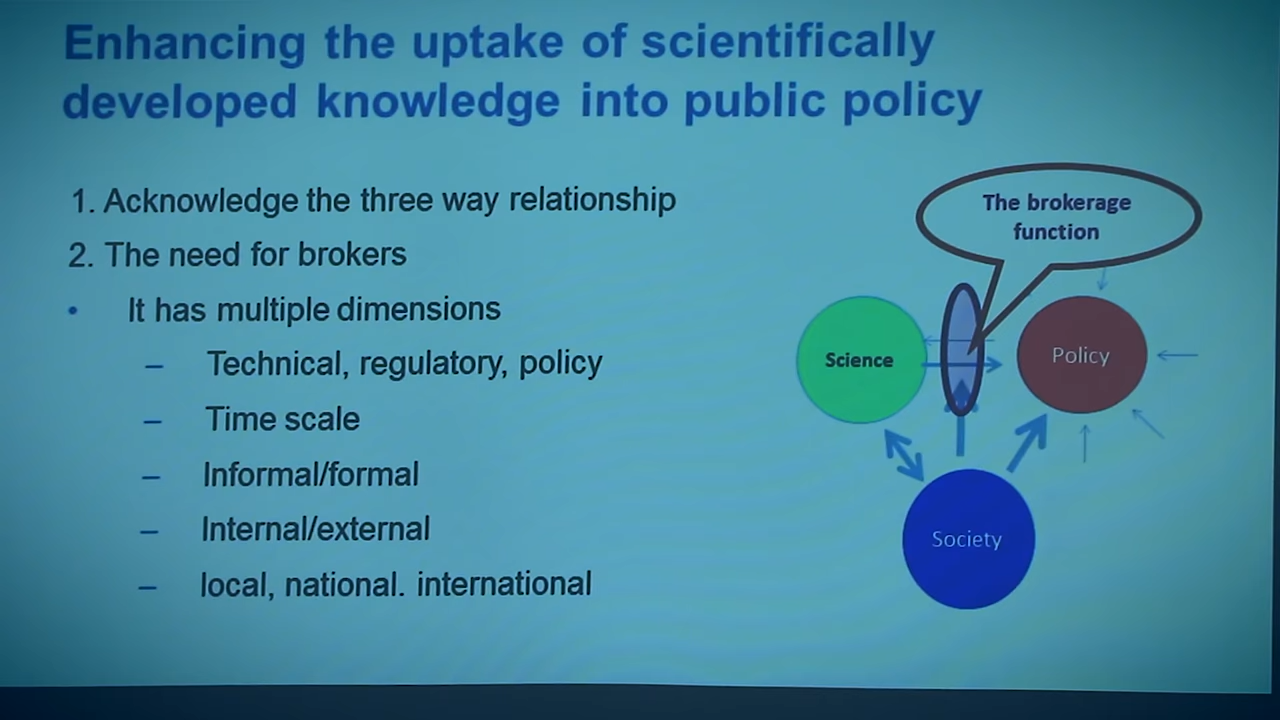 Enhancing the uptake of scientifically
developed knowledge into public policy
1. Acknowledge the three way relationship
2. The need for brokers
• It has multiple dimensions
– Technical, regulatory, policy
– Time scale
– Informal/formal
– Internal/external
– local, national. international
The brokerage
function
Science
Policy
Society